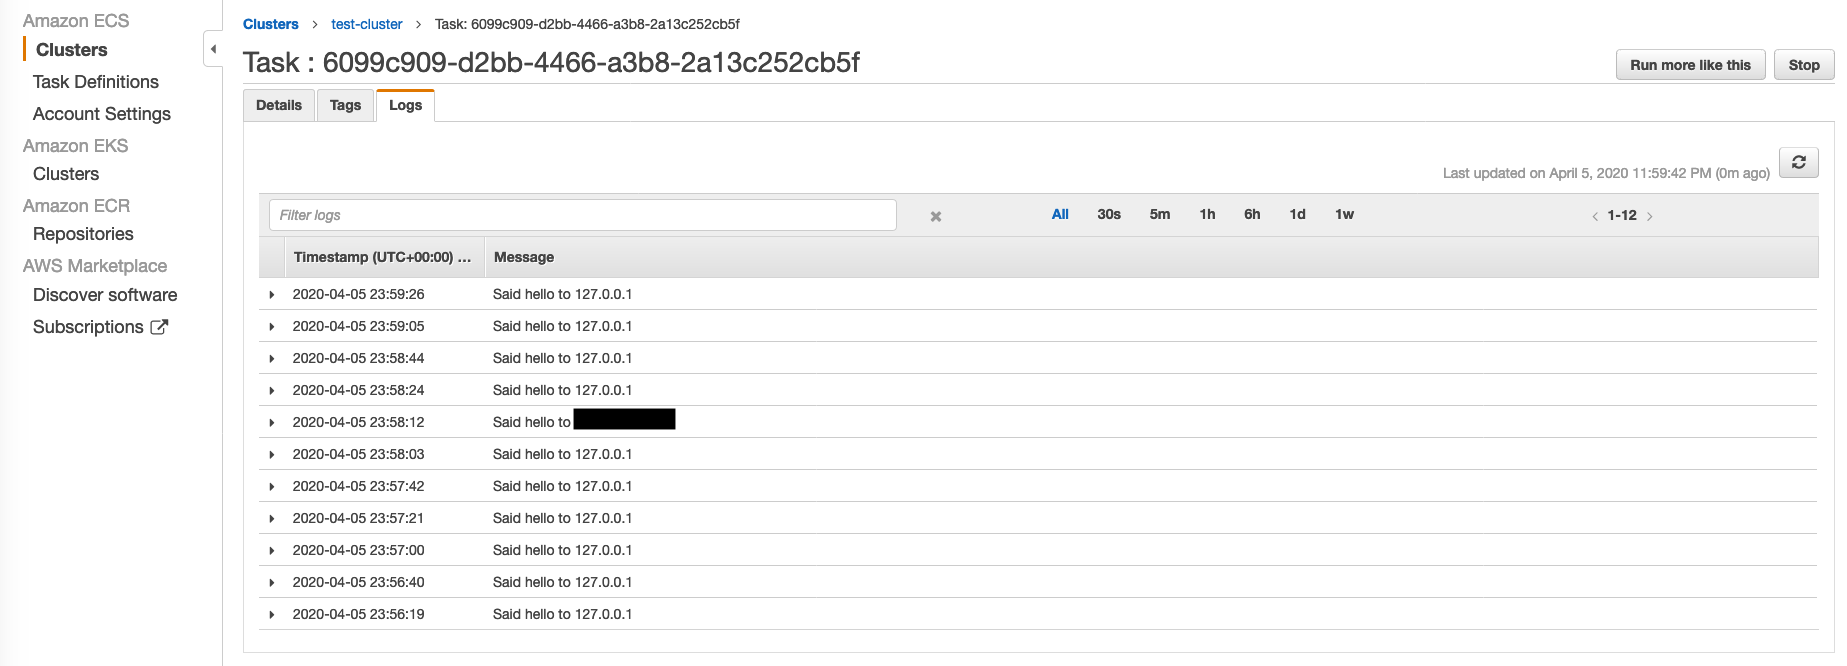 Amazon ECS
Clusters
Task Definitions
Account Settings
Amazon EKS
Clusters
Amazon ECR
Repositories
AWS Marketplace
Discover software
Subscriptions
Clusters > test-cluster > Task: 6099c909-d2bb-4466-a3b8-2a13c252cb5f
Task : 6099c909-d2bb-4466-a3b8-2a13c252cb5f
Run more like this
Stop
Details Tags Logs
Last updated on April 5, 2020 11:59:42 PM (0m ago)
Filter logs
All 30s 5m 1h 6h 1d 1w
< 1-12 >
Timestamp (UTC+00:00) ... Message
2020-04-05 23:59:26 Said hello to 127.0.0.1
2020-04-05 23:59:05 Said hello to 127.0.0.1
2020-04-05 23:58:44 Said hello to 127.0.0.1
2020-04-05 23:58:24 Said hello to 127.0.0.1
2020-04-05 23:58:12 Said hello to
2020-04-05 23:58:03 Said hello to 127.0.0.1
2020-04-05 23:57:42 Said hello to 127.0.0.1
2020-04-05 23:57:21 Said hello to 127.0.0.1
2020-04-05 23:57:00 Said hello to 127.0.0.1
2020-04-05 23:56:40 Said hello to 127.0.0.1
2020-04-05 23:56:19 Said hello to 127.0.0.1